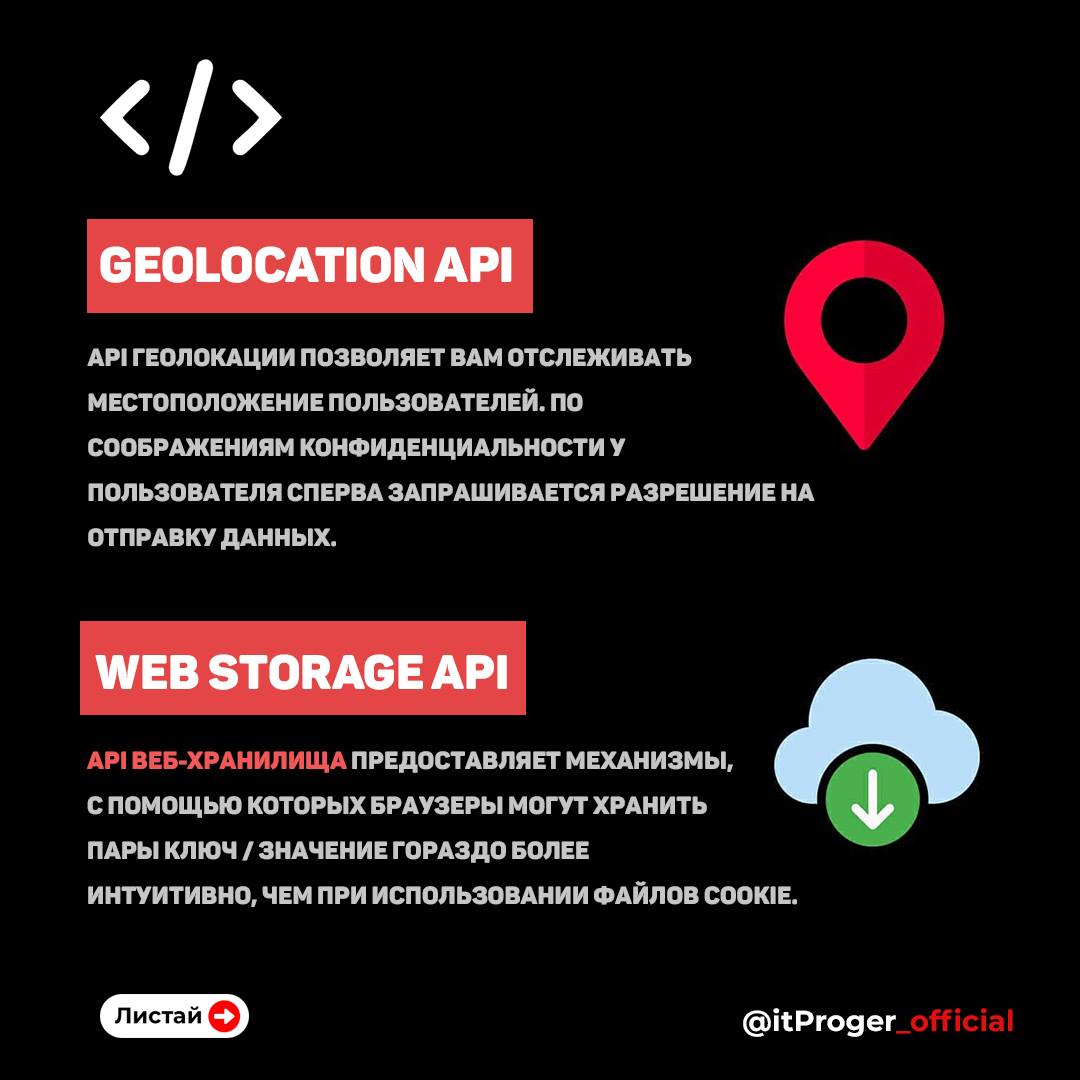 </>
GEOLOCATION API
API ГЕОЛОКАЦИИ ПОЗВОЛЯЕТ ВАМ ОТСЛЕЖИВАТЬ
МЕСТОПОЛОЖЕНИЕ ПОЛЬЗОВАТЕЛЕЙ. ПО
СООБРАЖЕНИЯМ КОНФИДЕНЦИАЛЬНОСТИ У
ПОЛЬЗОВАТЕЛЯ СПЕРВА ЗАПРАШИВАЕТСЯ РАЗРЕШЕНИЕ НА
ОТПРАВКУ ДАННЫХ.
WEB STORAGE API
API ВЕБ-ХРАНИЛИЩА ПРЕДОСТАВЛЯЕТ МЕХАНИЗМЫ,
С ПОМОЩЬЮ КОТОРЫХ БРАУЗЕРЫ МОГУТ ХРАНИТЬ
ПАРЫ КЛЮЧ / ЗНАЧЕНИЕ ГОРАЗДО БОЛЕЕ
ИНТУИТИВНО, ЧЕМ ПРИ ИСПОЛЬЗОВАНИИ ФАЙЛОВ COOKIE.
Листай
@itProger_official